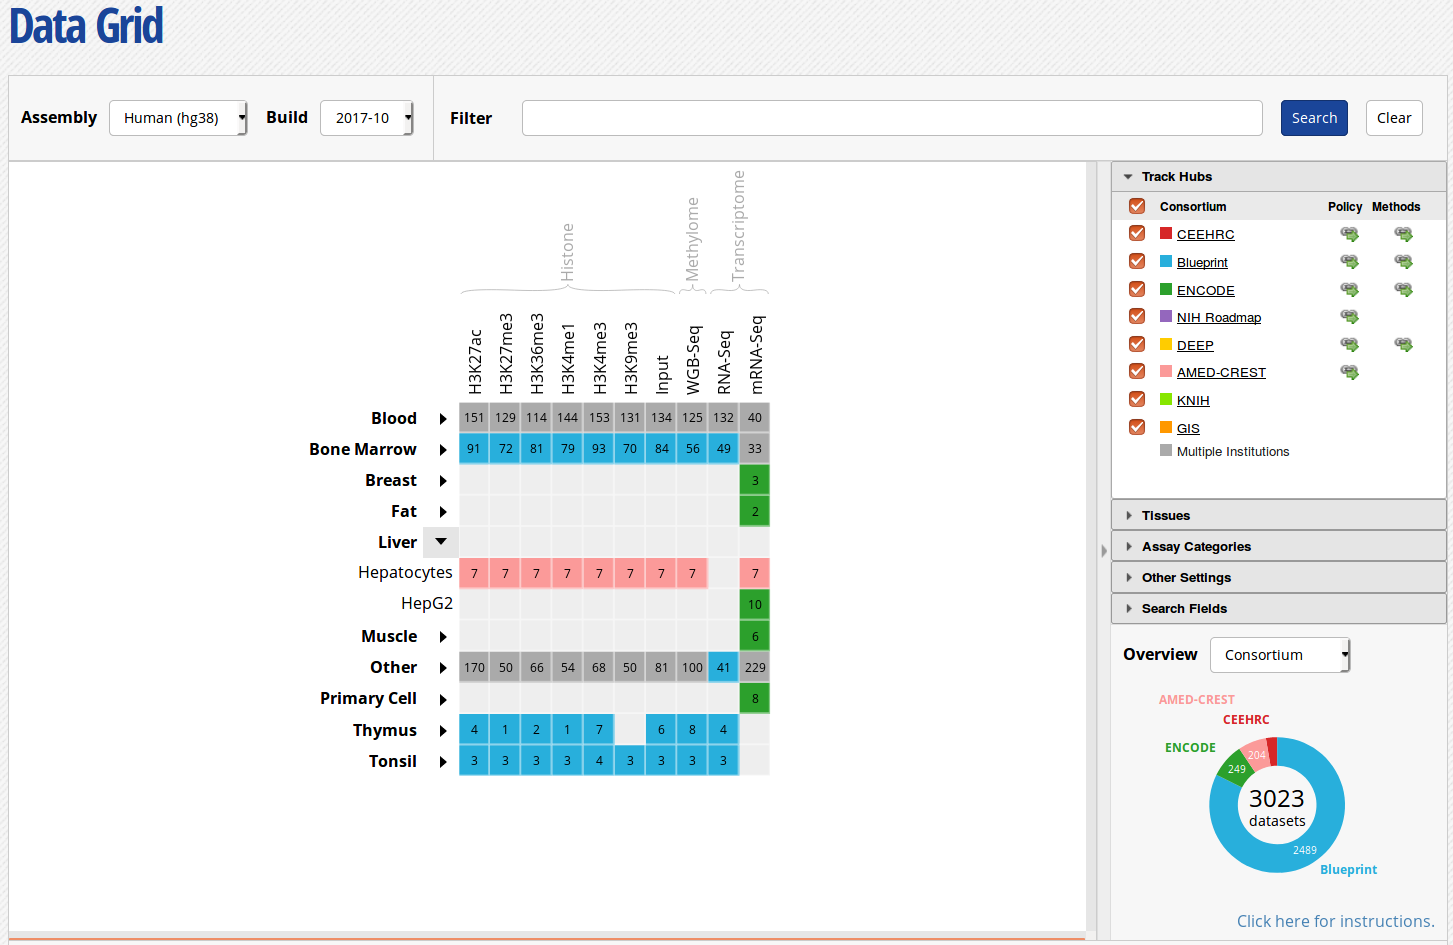 Data Grid
Assembly Human (hg38) Build 2017-10 Filter Search Clear
Histone Methylome Transcriptome
H3K27ac H3K27me3 H3K36me3 H3K4me1 H3K4me3 H3K9me3 Input WGB-Seq RNA-Seq mRNA-Seq
Blood 151 129 114 144 153 131 134 125 132 40
Bone Marrow 91 72 81 79 93 70 84 56 49 33
Breast 3
Fat 2
Liver
Hepatocytes 7 7 7 7 7 7 7 7 7
HepG2 10
Muscle 6
Other 170 50 66 54 68 50 81 100 41 229
Primary Cell 8
Thymus 4 1 2 1 7 6 8 4
Tonsil 3 3 3 3 4 3 3 3 3
Track Hubs
Consortium Policy Methods
CEEHRC
Blueprint
ENCODE
NIH Roadmap
DEEP
AMED-CREST
KNIH
GIS
Multiple Institutions
Tissues
Assay Categories
Other Settings
Search Fields
Overview Consortium
AMED-CREST
CEEHRC
ENCODE
204
249
3023
datasets
2489
Blueprint
Click here for instructions.